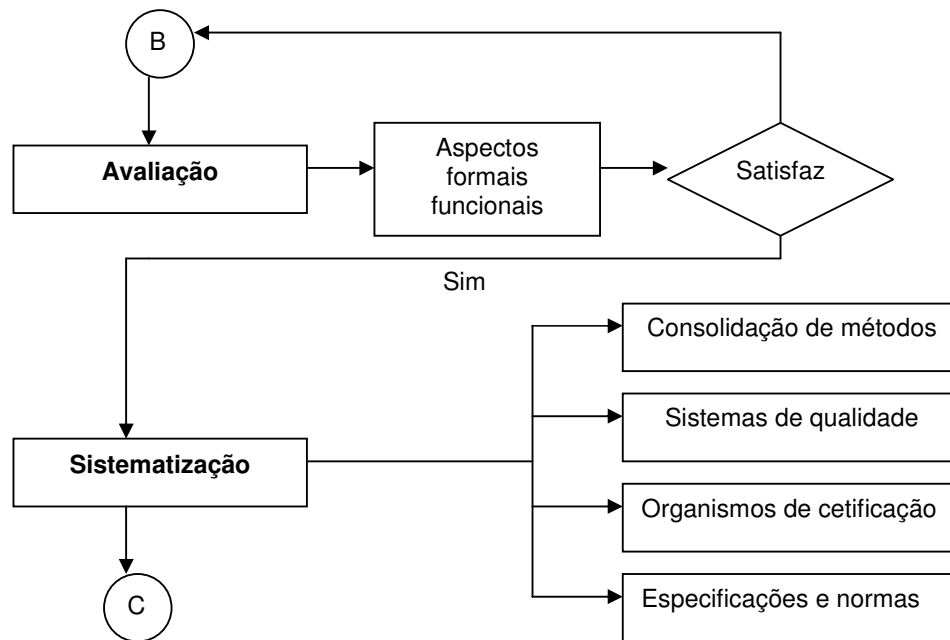 B
Avaliação
Aspectos
formais
funcionais
Satisfaz
Sim
Consolidação de métodos
Sistemas de qualidade
Sistematização
Organismos de cetificação
Especificações e normas
C